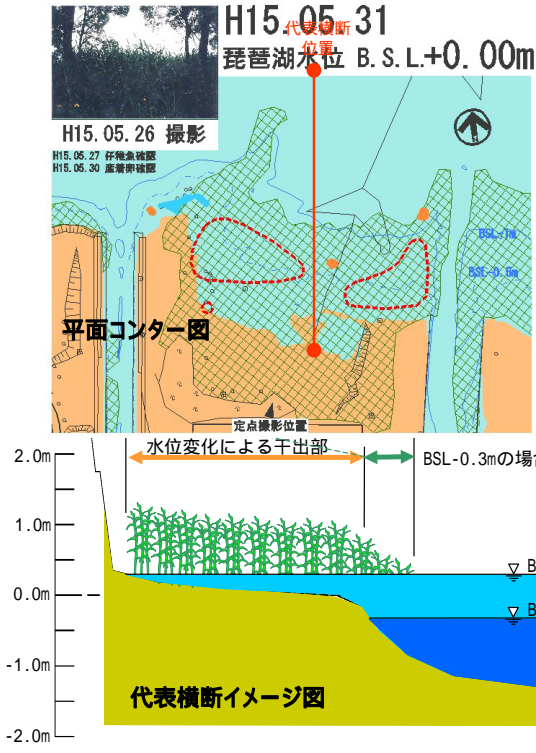 H15.05.31
代表横断
位置
琵琶湖水位 B.S.L.+0.00m
H15.05.26 撮影
H15.05.27 仔稚魚確認
H15.05.30 産着卵確認
BSL-1m
BSL-0.6m
平面コンター図
定点撮影位置
水位変化による干出部
BSL-0.3mの場合
2.0m
1.0m
0.0m
-1.0m
-2.0m
B
B
代表横断イメージ図